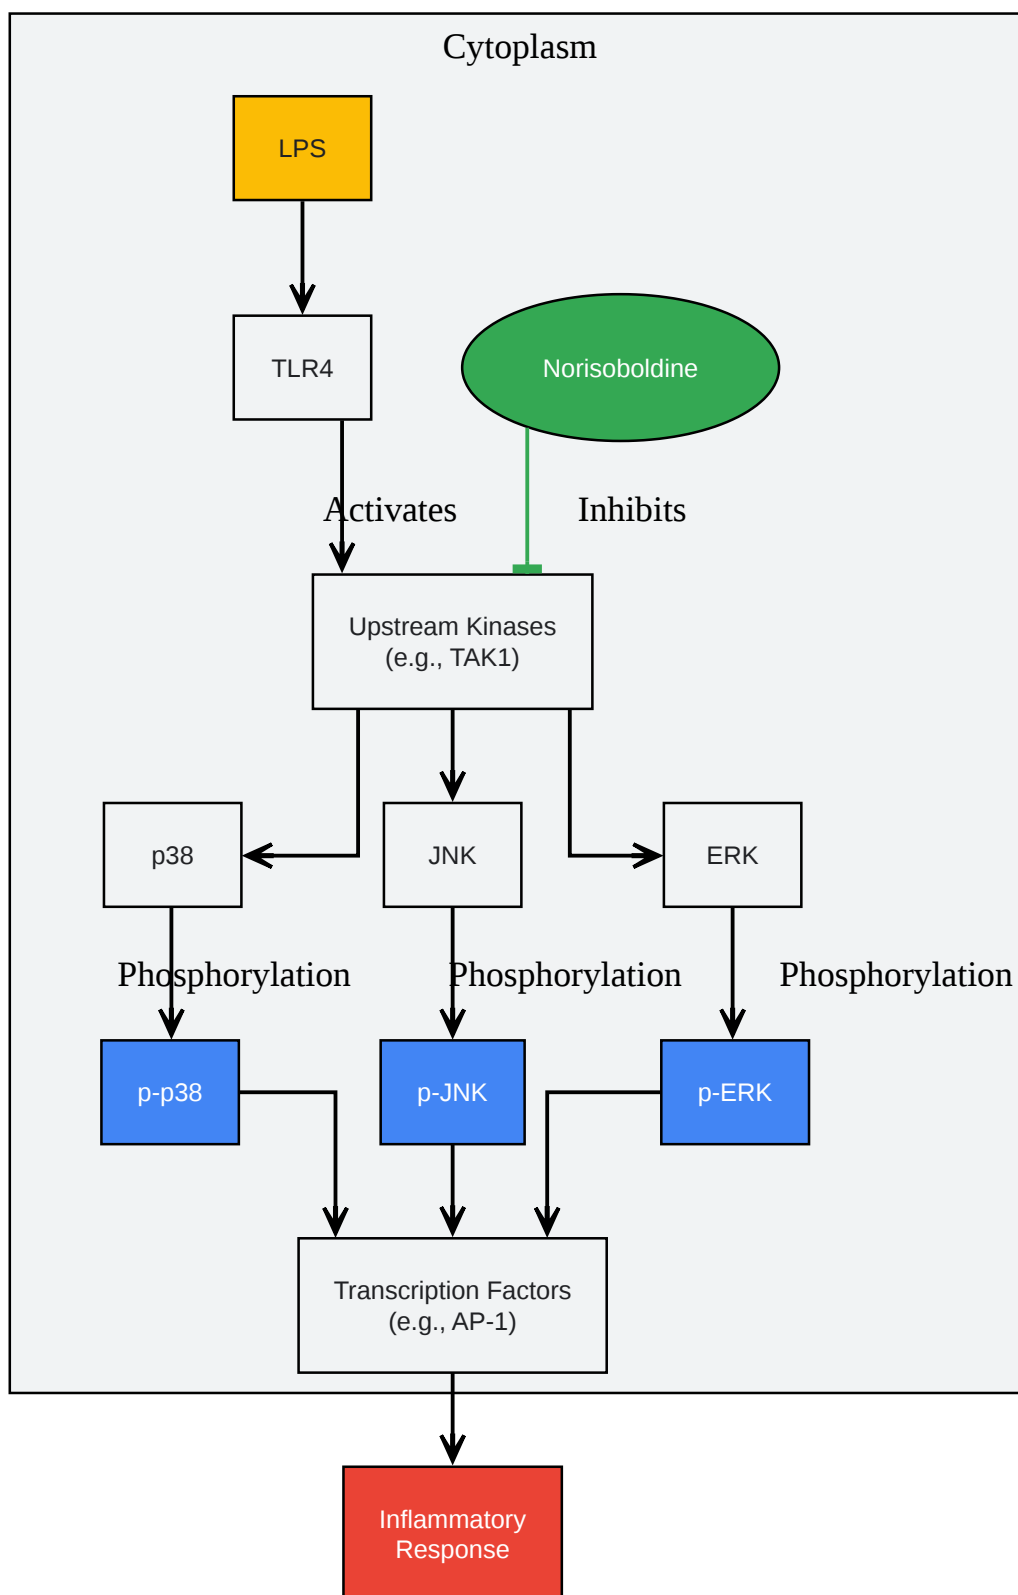 Cytoplasm
LPS
TLR4
Norisoboldine
Activates
Inhibits
Upstream Kinases
(e.g., TAK1)
p38
JNK
ERK
Phosphorylation
Phosphorylation
Phosphorylation
p-p38
p-JNK
p-ERK
Transcription Factors
(e.g., AP-1)
Inflammatory
Response